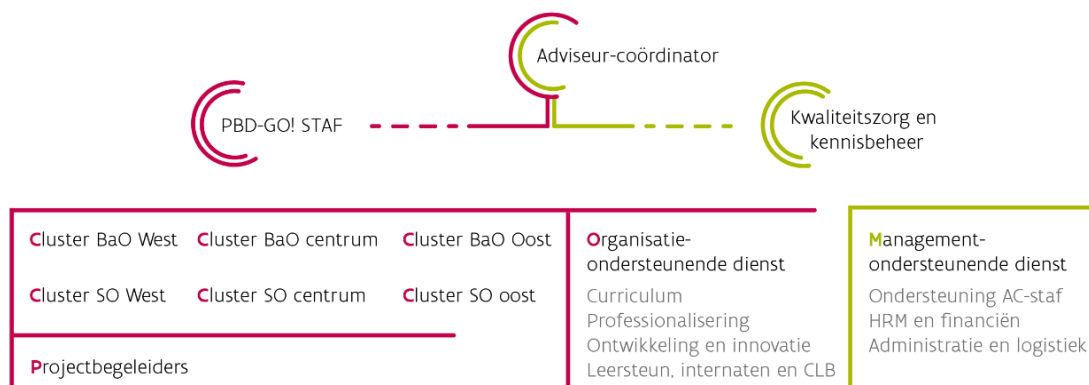 Adviseur-coördinator
PBD-GO! STAF
Kwaliteitszorg en
kennisbeheer
Cluster BaO West
Cluster BaO centrum
Cluster BaO Oost
Cluster SO West
Cluster SO centrum
Cluster SO oost
Projectbegeleiders
Organisatie-
ondersteunende dienst
Curriculum
Professionalisering
Ontwikkeling en innovatie
Leersteun, internaten en CLB
Management-
ondersteunende dienst
Ondersteuning AC-staf
HRM en financiën
Administratie en logistiek